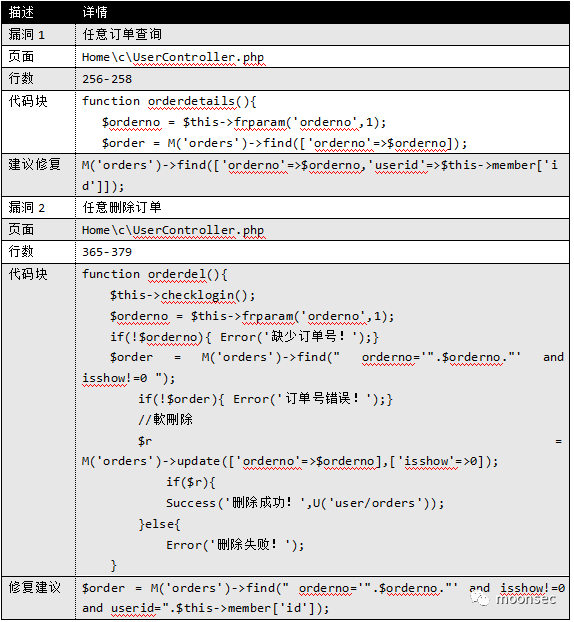 描述 详情
漏洞 1 任意订单查询
页面 Home\c\UserController.php
行数 256-258
代码块 function orderdetails(){
$orderno = $this->frparam('orderno',1);
$order = M('orders')->find(['orderno'=>$orderno]);
建议修复 M('orders')->find(['orderno'=>$orderno,'userid'=>$this->member['i
d']]);
漏洞 2 任意删除订单
页面 Home\c\UserController.php
行数 365-379
代码块 function orderdel(){
$this->checklogin();
$orderno = $this->frparam('orderno',1);
if(!$orderno){ Error('缺少订单号！');}
$order = M('orders')->find(" orderno='".$orderno."' and
isshow!=0 ");
if(!$order){ Error('订单号错误！');}
//軟刪除
$r =
M('orders')->update(['orderno'=>$orderno],['isshow'=>0]);
if($r){
Success('删除成功！',U('user/orders'));
}else{
Error('删除失败！');
}
修复建议 $order = M('orders')->find(" orderno='".$orderno."' and isshow!=0
and userid=".$this->member['id']);
moonsec